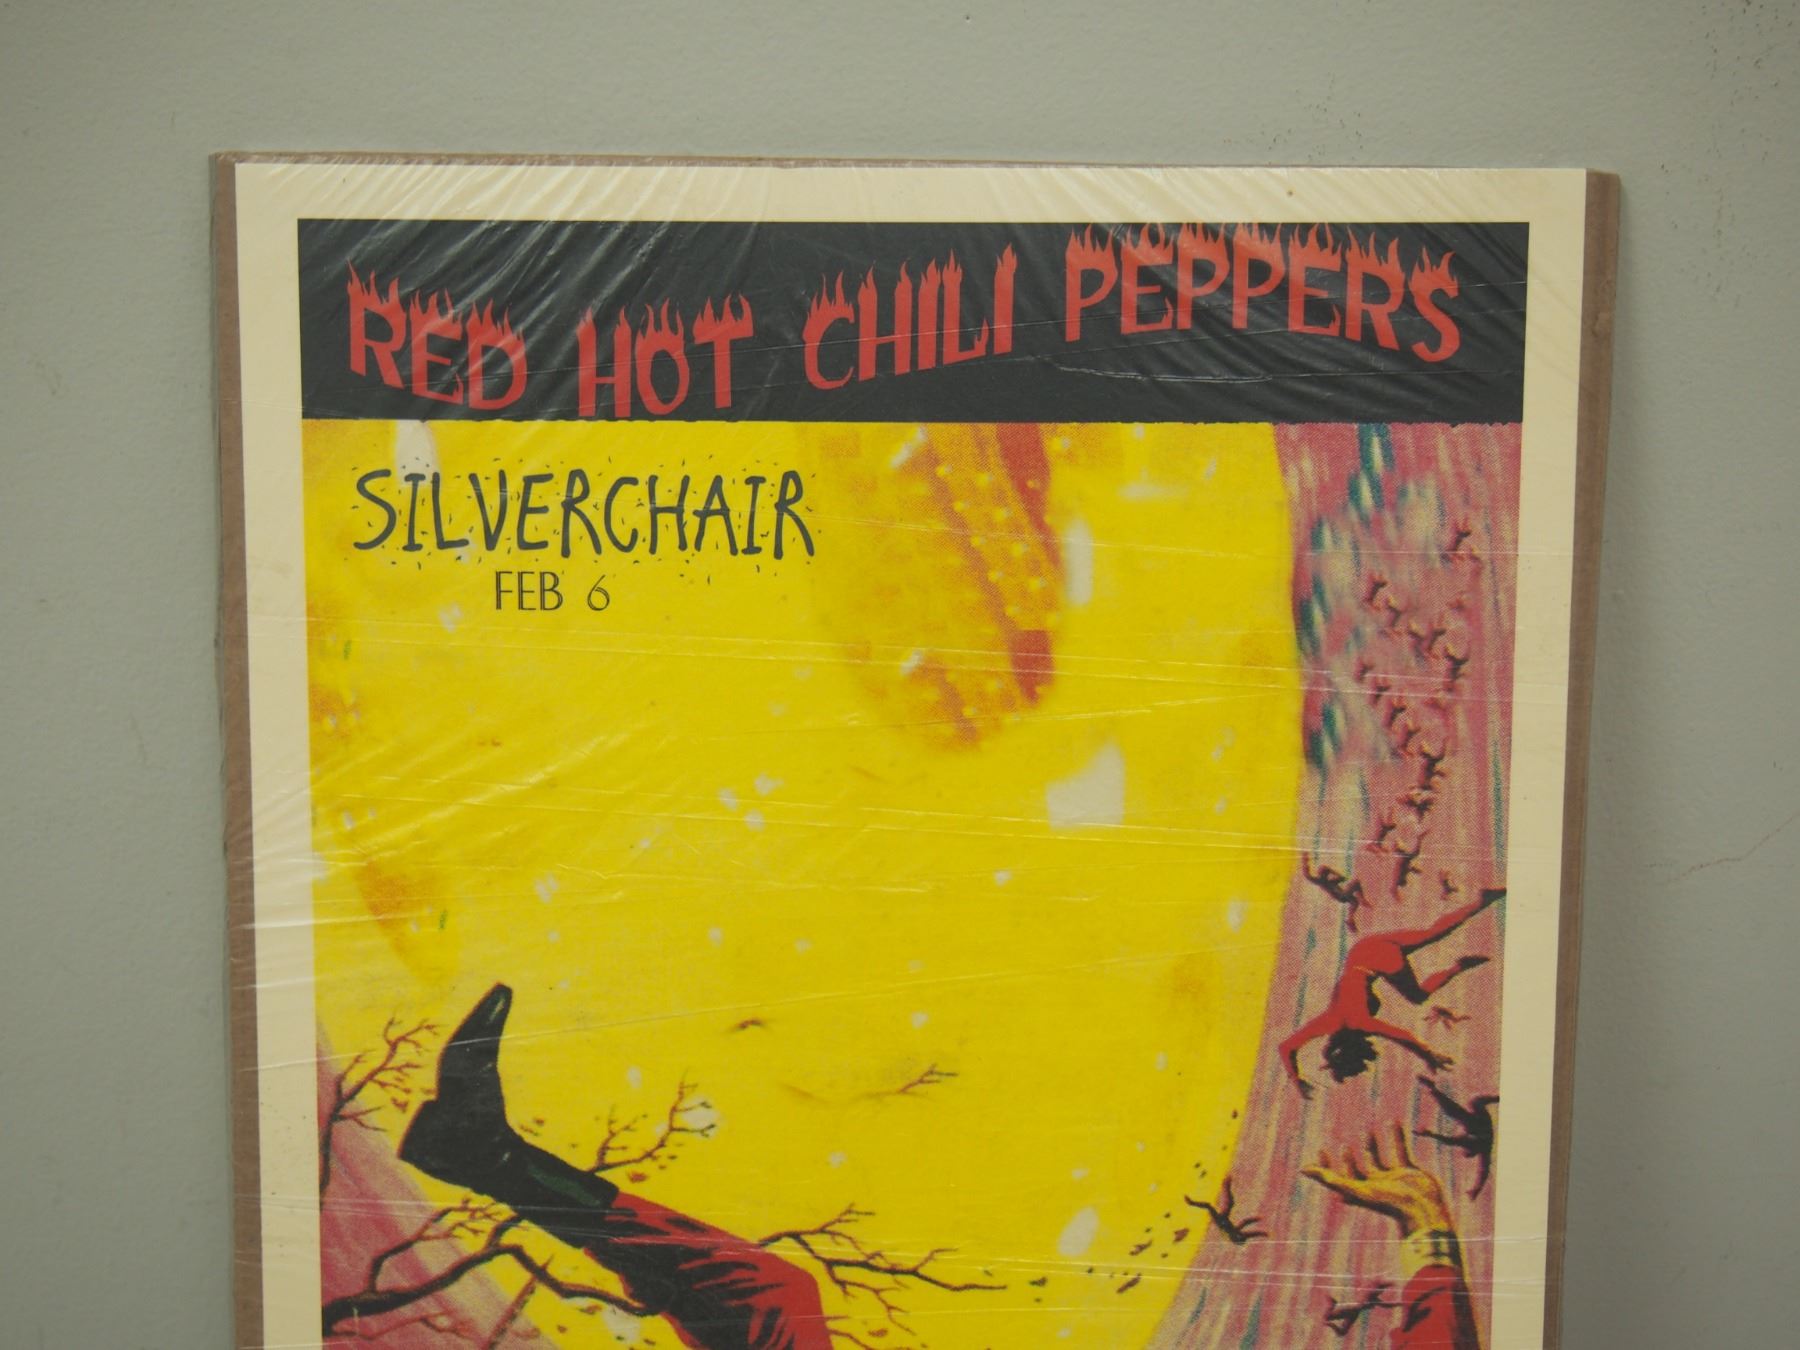 RED HOT CHILI PEPPERS
SILVERCHAIR
FEB 6